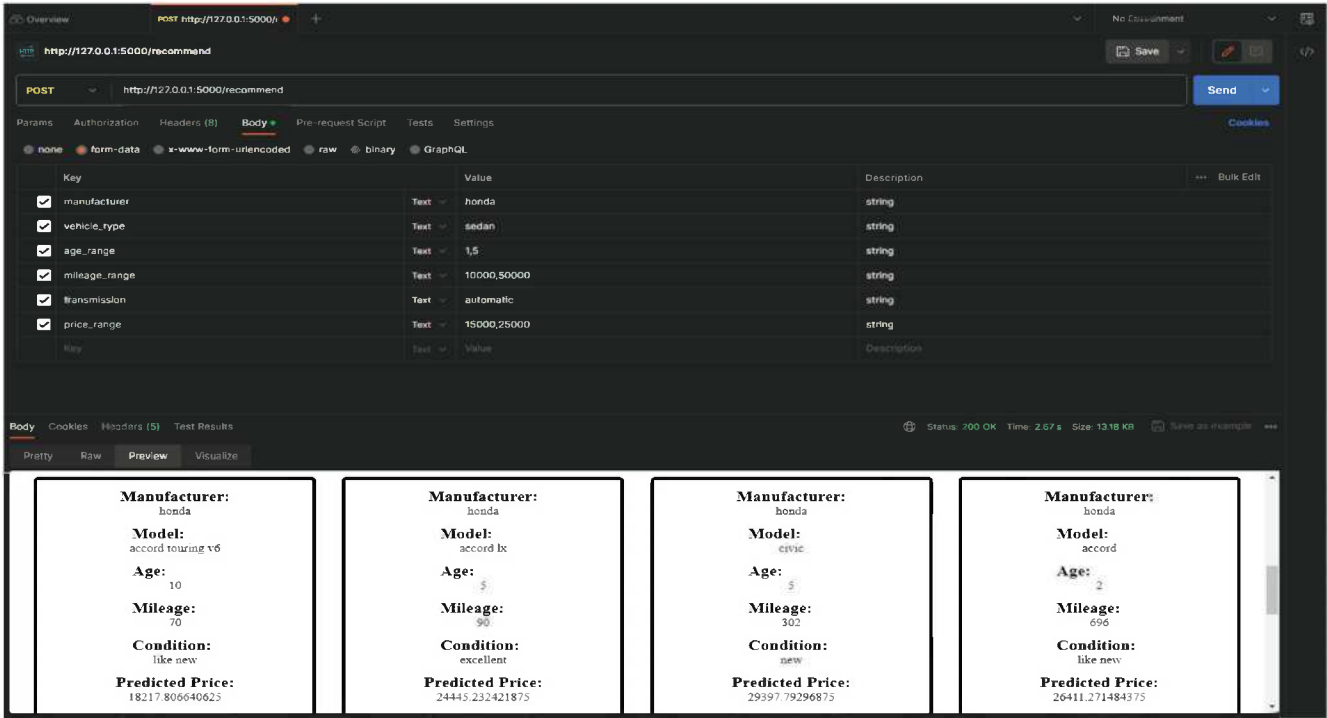 Overview POST http://127.0.0.1:5000/r +
No Environment
HTTP http://127.0.0.1:5000/recommend Save
POST http://127.0.0.1:5000/recommend Send
Params Authorization Headers (8) Body Pre-request Script Tests Settings Cookies
none form-data x-www-form-urlencoded raw binary GraphQL
Key Value Description ••• Bulk Edit
manufacturer Text honda string
vehicle_type Text sedan string
age_range Text 1,5 string
mileage_range Text 10000,50000 string
transmission Text automatic string
price_range Text 15000,25000 string
Key Text Value Description
Body Cookies Headers (5) Test Results Status: 200 OK Time: 2.67 s Size: 13.18 KB Save as example •••
Pretty Raw Preview Visualize
Manufacturer:
honda
Model:
accord touring v6
Age:
10
Mileage:
70
Condition:
like new
Predicted Price:
18217.806640625
Manufacturer:
honda
Model:
accord lx
Age:
5
Mileage:
90
Condition:
excellent
Predicted Price:
24445.232421875
Manufacturer:
honda
Model:
civic
Age:
5
Mileage:
302
Condition:
new
Predicted Price:
29397.79296875
Manufacturer:
honda
Model:
accord
Age:
2
Mileage:
696
Condition:
like new
Predicted Price:
26411.271484375